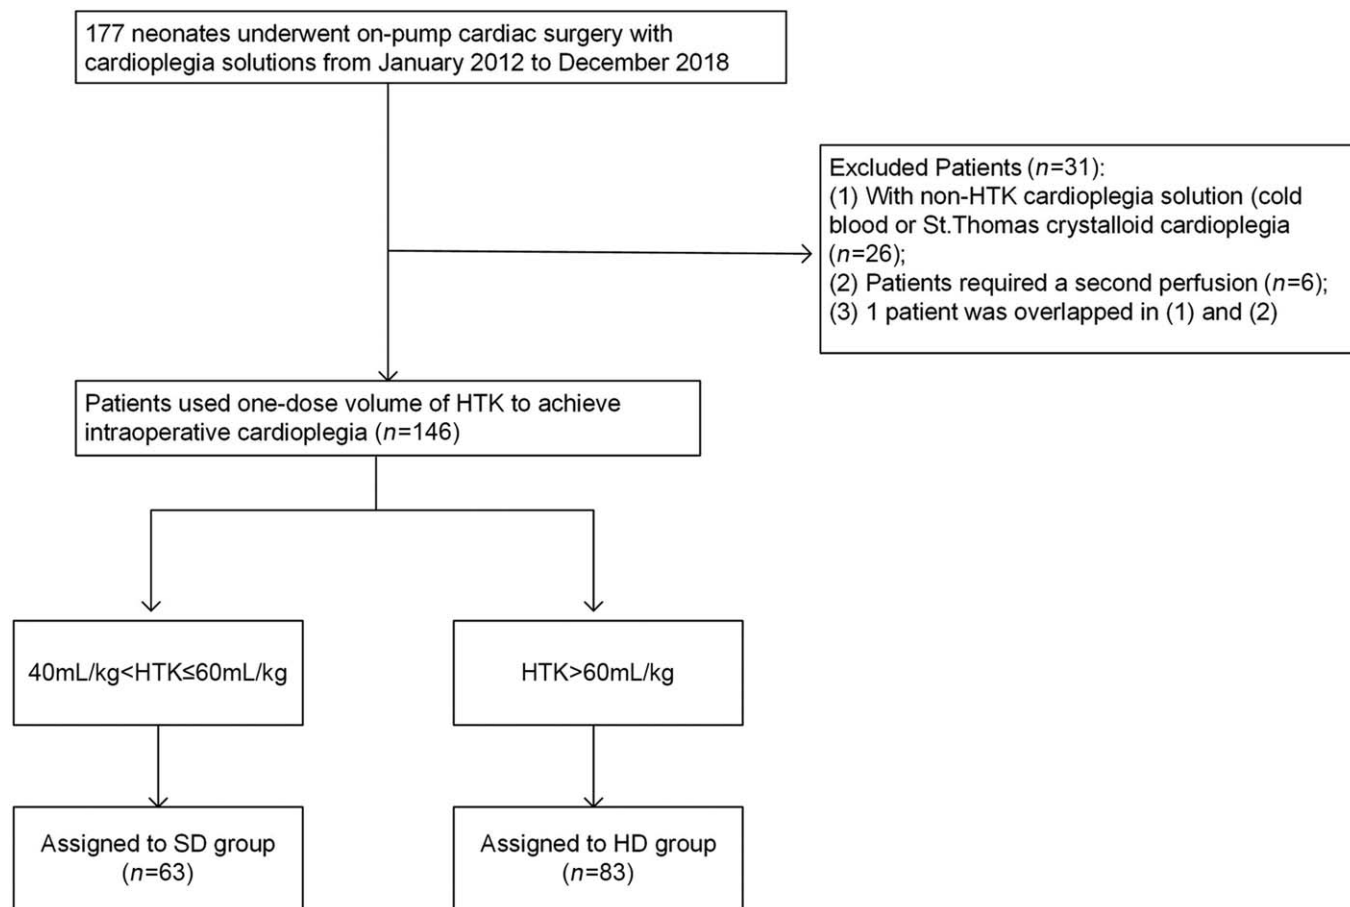 177 neonates underwent on-pump cardiac surgery with
cardioplegia solutions from January 2012 to December 2018
Excluded Patients (n=31):
(1) With non-HTK cardioplegia solution (cold
blood or St.Thomas crystalloid cardioplegia
(n=26);
(2) Patients required a second perfusion (n=6);
(3) 1 patient was overlapped in (1) and (2)
Patients used one-dose volume of HTK to achieve
intraoperative cardioplegia (n=146)
40mL/kg<HTK≤60mL/kg
HTK>60mL/kg
Assigned to SD group
(n=63)
Assigned to HD group
(n=83)